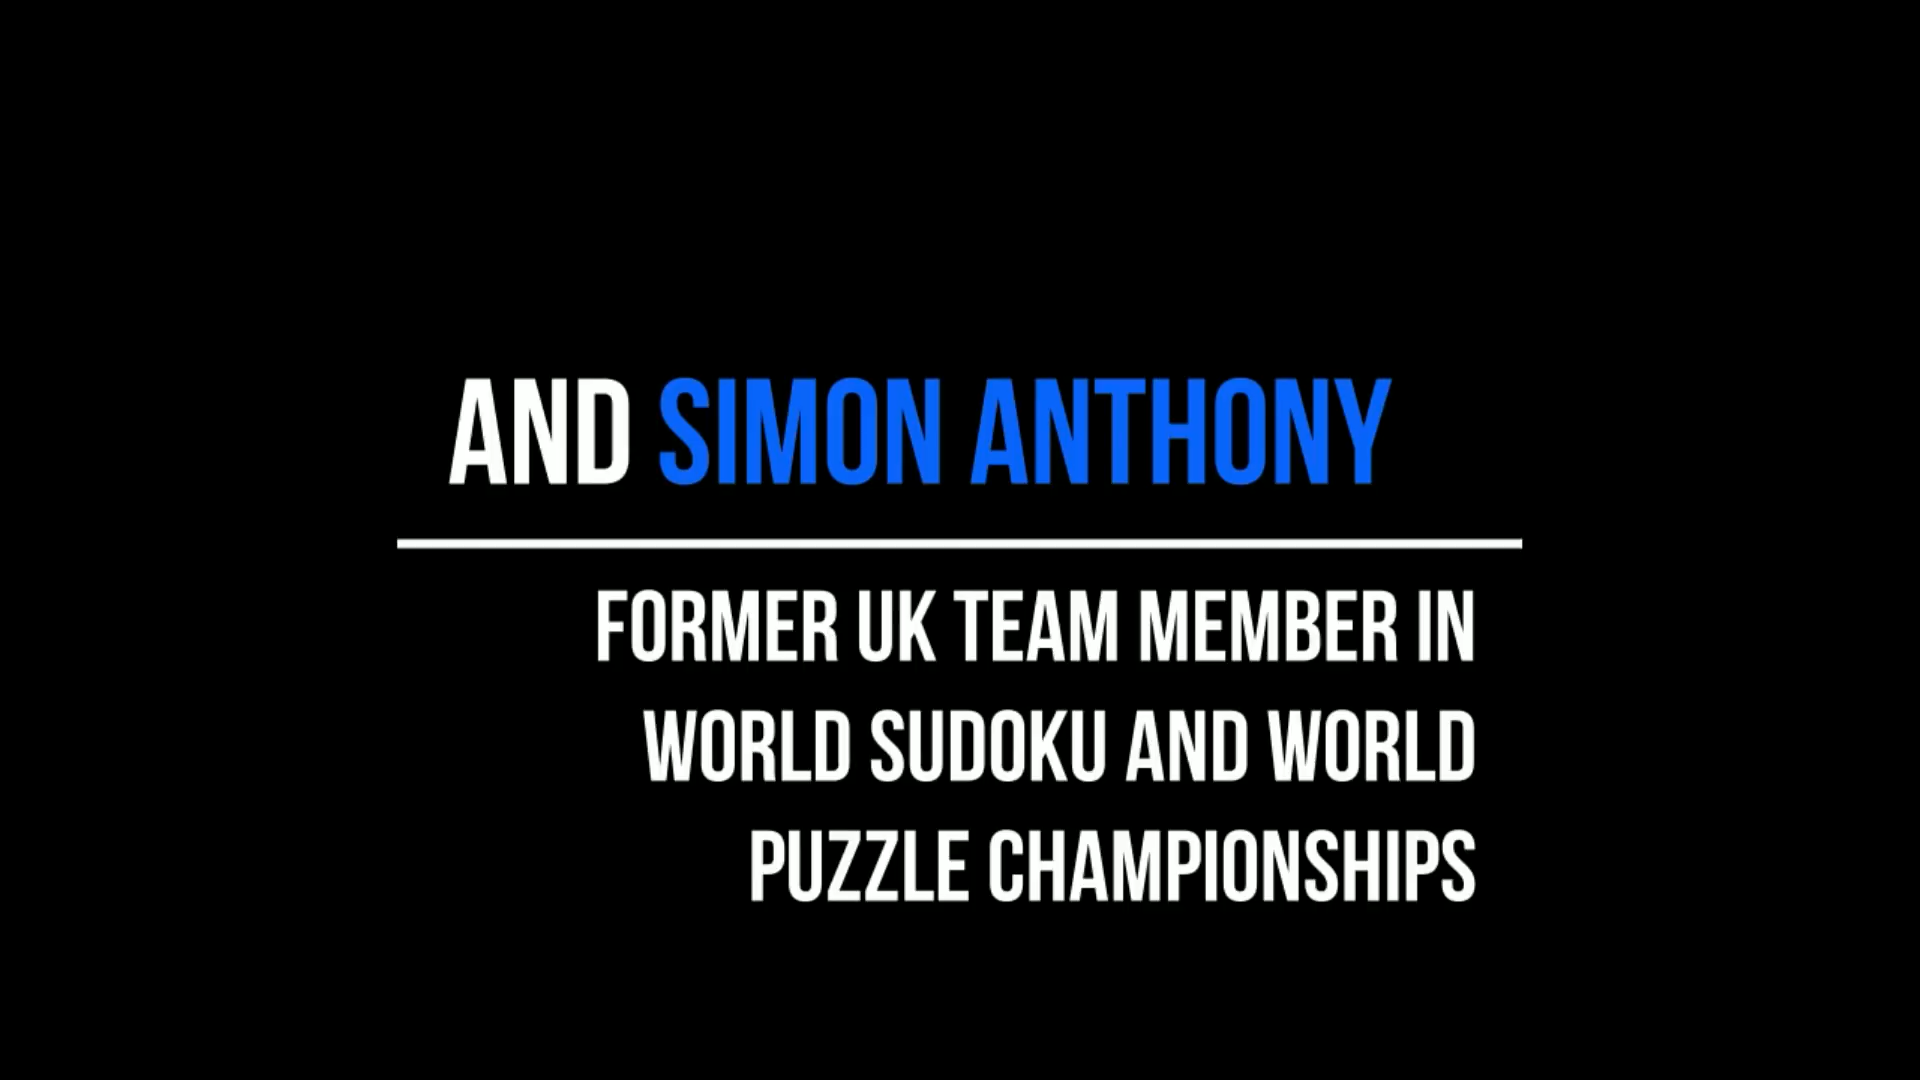 AND SIMON ANTHONY
FORMER UK TEAM MEMBER IN
WORLD SUDOKU AND WORLD
PUZZLE CHAMPIONSHIPS